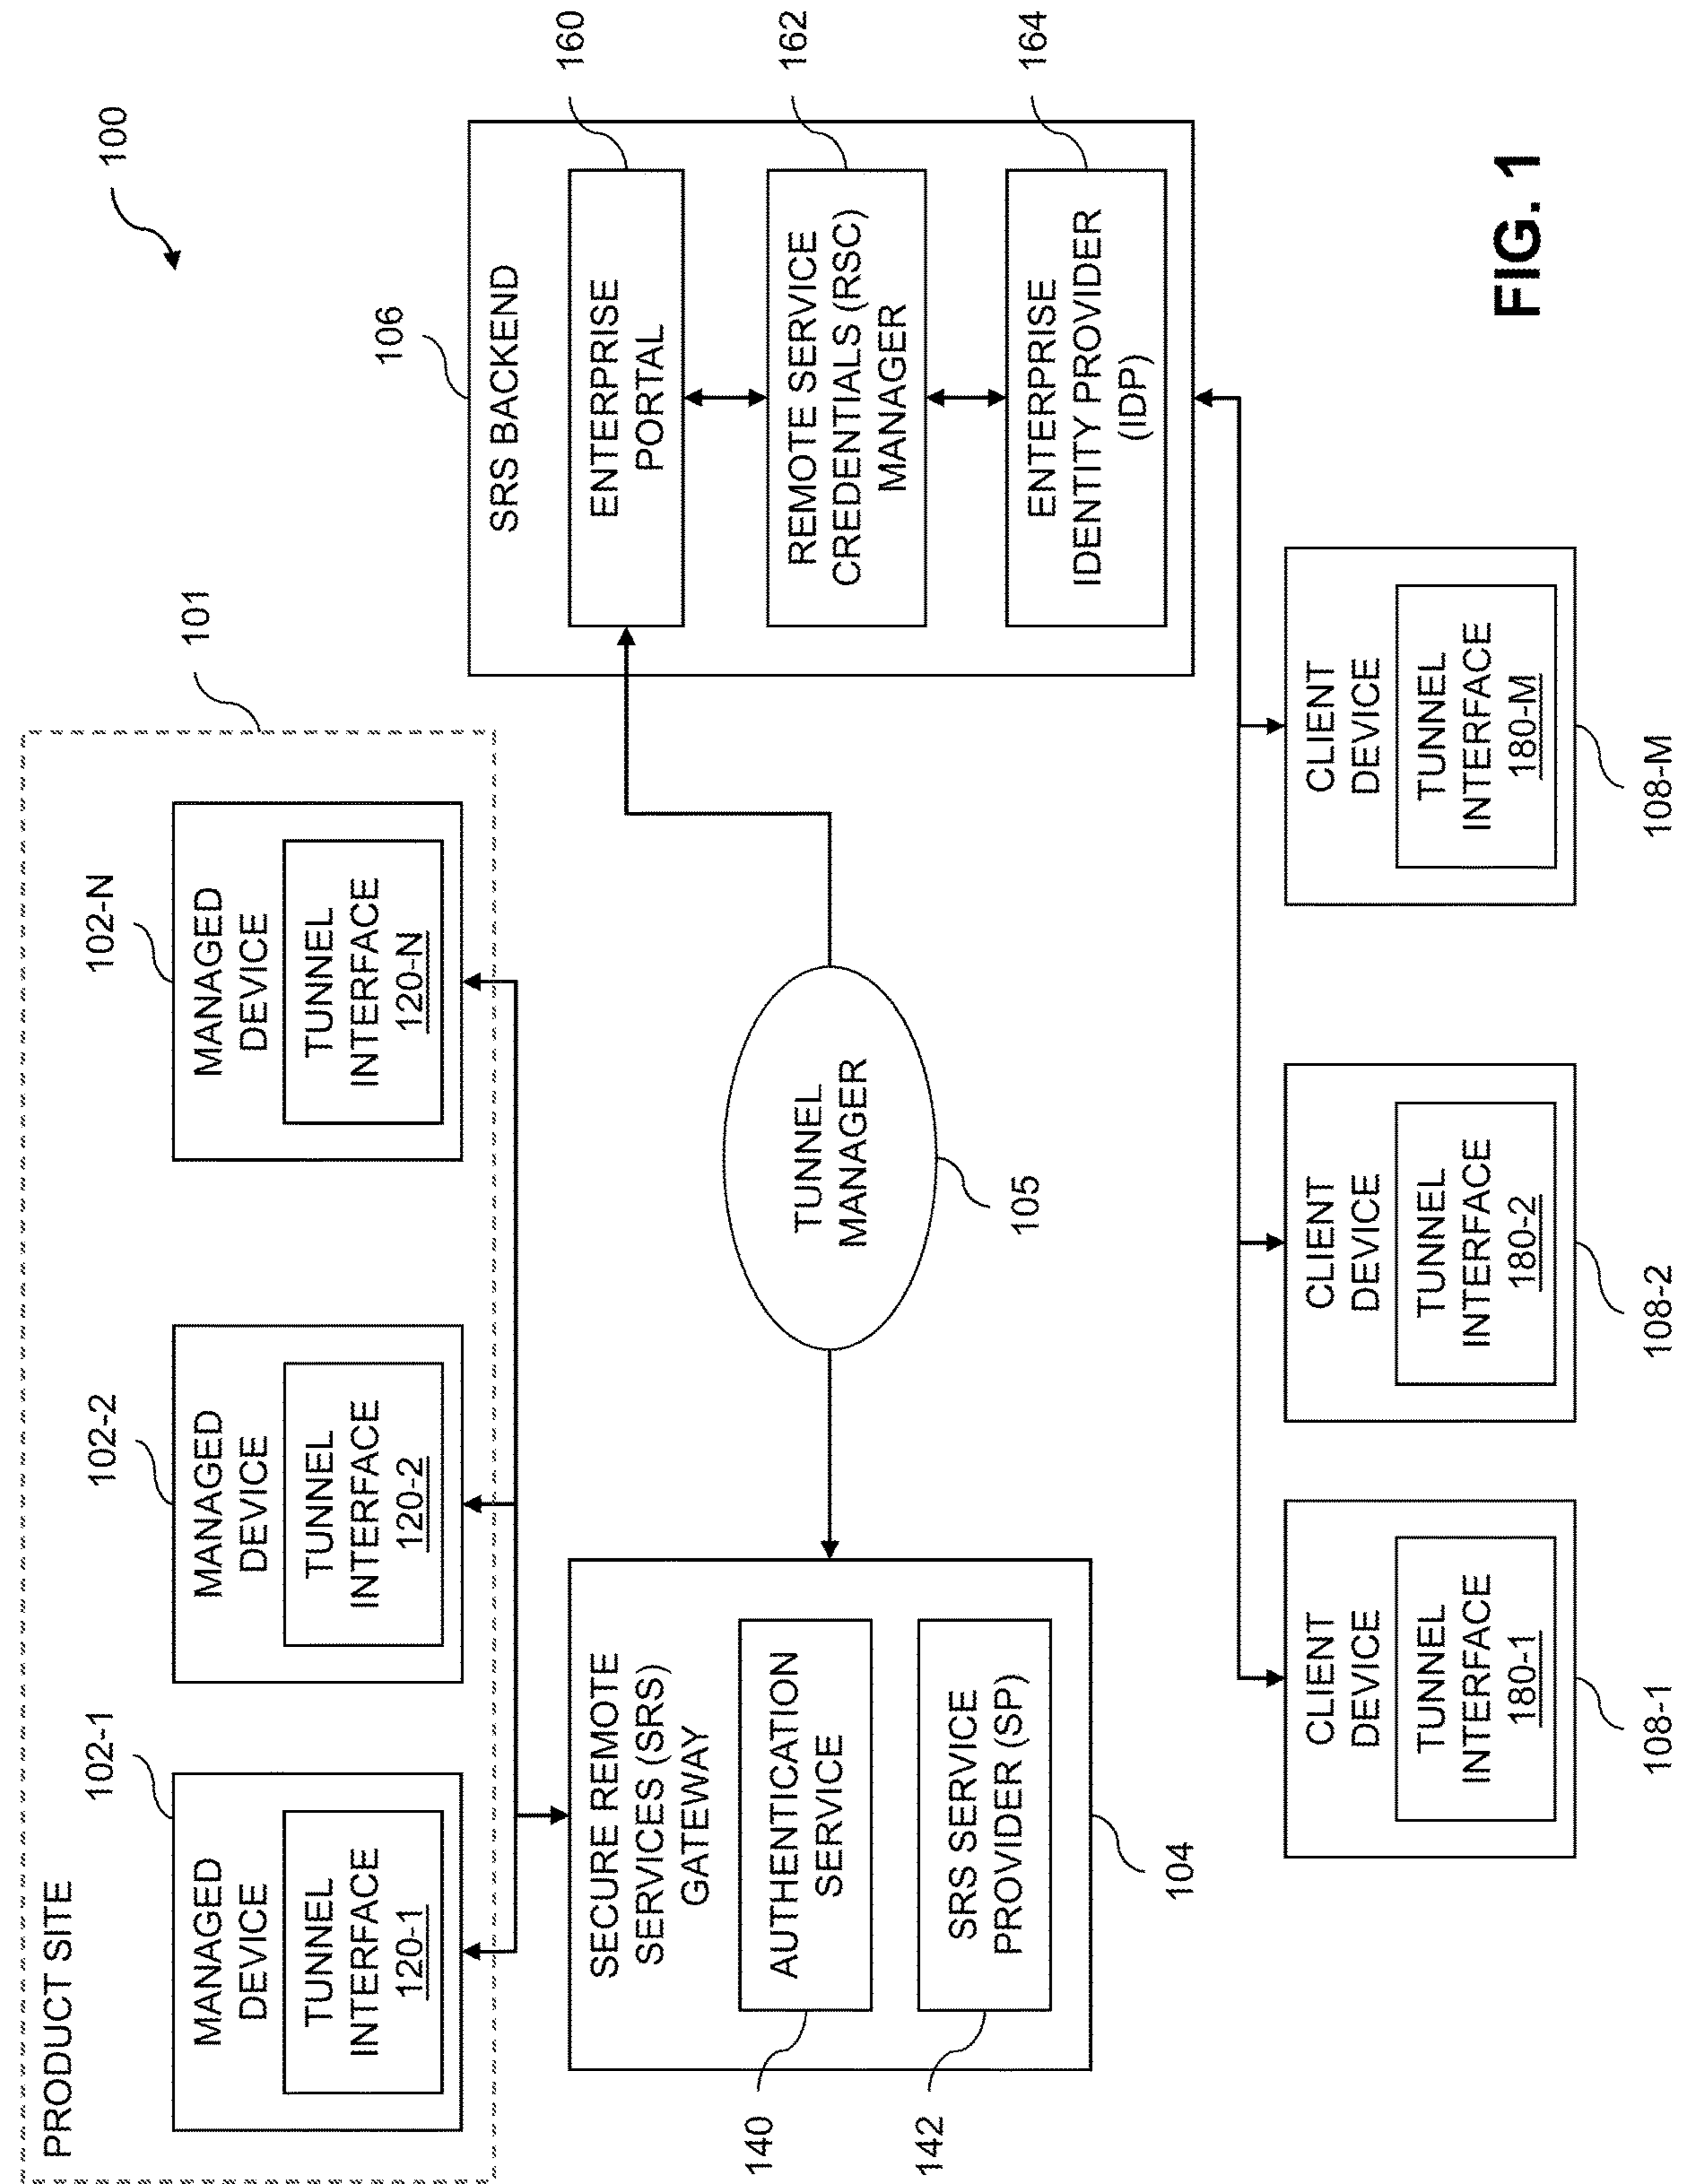 100
PRODUCT SITE
101
102-1
MANAGED
DEVICE
TUNNEL
INTERFACE
120-1
102-2
MANAGED
DEVICE
TUNNEL
INTERFACE
120-2
102-N
MANAGED
DEVICE
TUNNEL
INTERFACE
120-N
SECURE REMOTE
SERVICES (SRS)
GATEWAY
AUTHENTICATION
SERVICE
140
SRS SERVICE
PROVIDER (SP)
142
104
TUNNEL
MANAGER
105
106
SRS BACKEND
ENTERPRISE
PORTAL
160
REMOTE SERVICE
CREDENTIALS (RSC)
MANAGER
162
ENTERPRISE
IDENTITY PROVIDER
(IDP)
164
CLIENT
DEVICE
TUNNEL
INTERFACE
180-1
108-1
CLIENT
DEVICE
TUNNEL
INTERFACE
180-2
108-2
CLIENT
DEVICE
TUNNEL
INTERFACE
180-M
108-M
FIG. 1